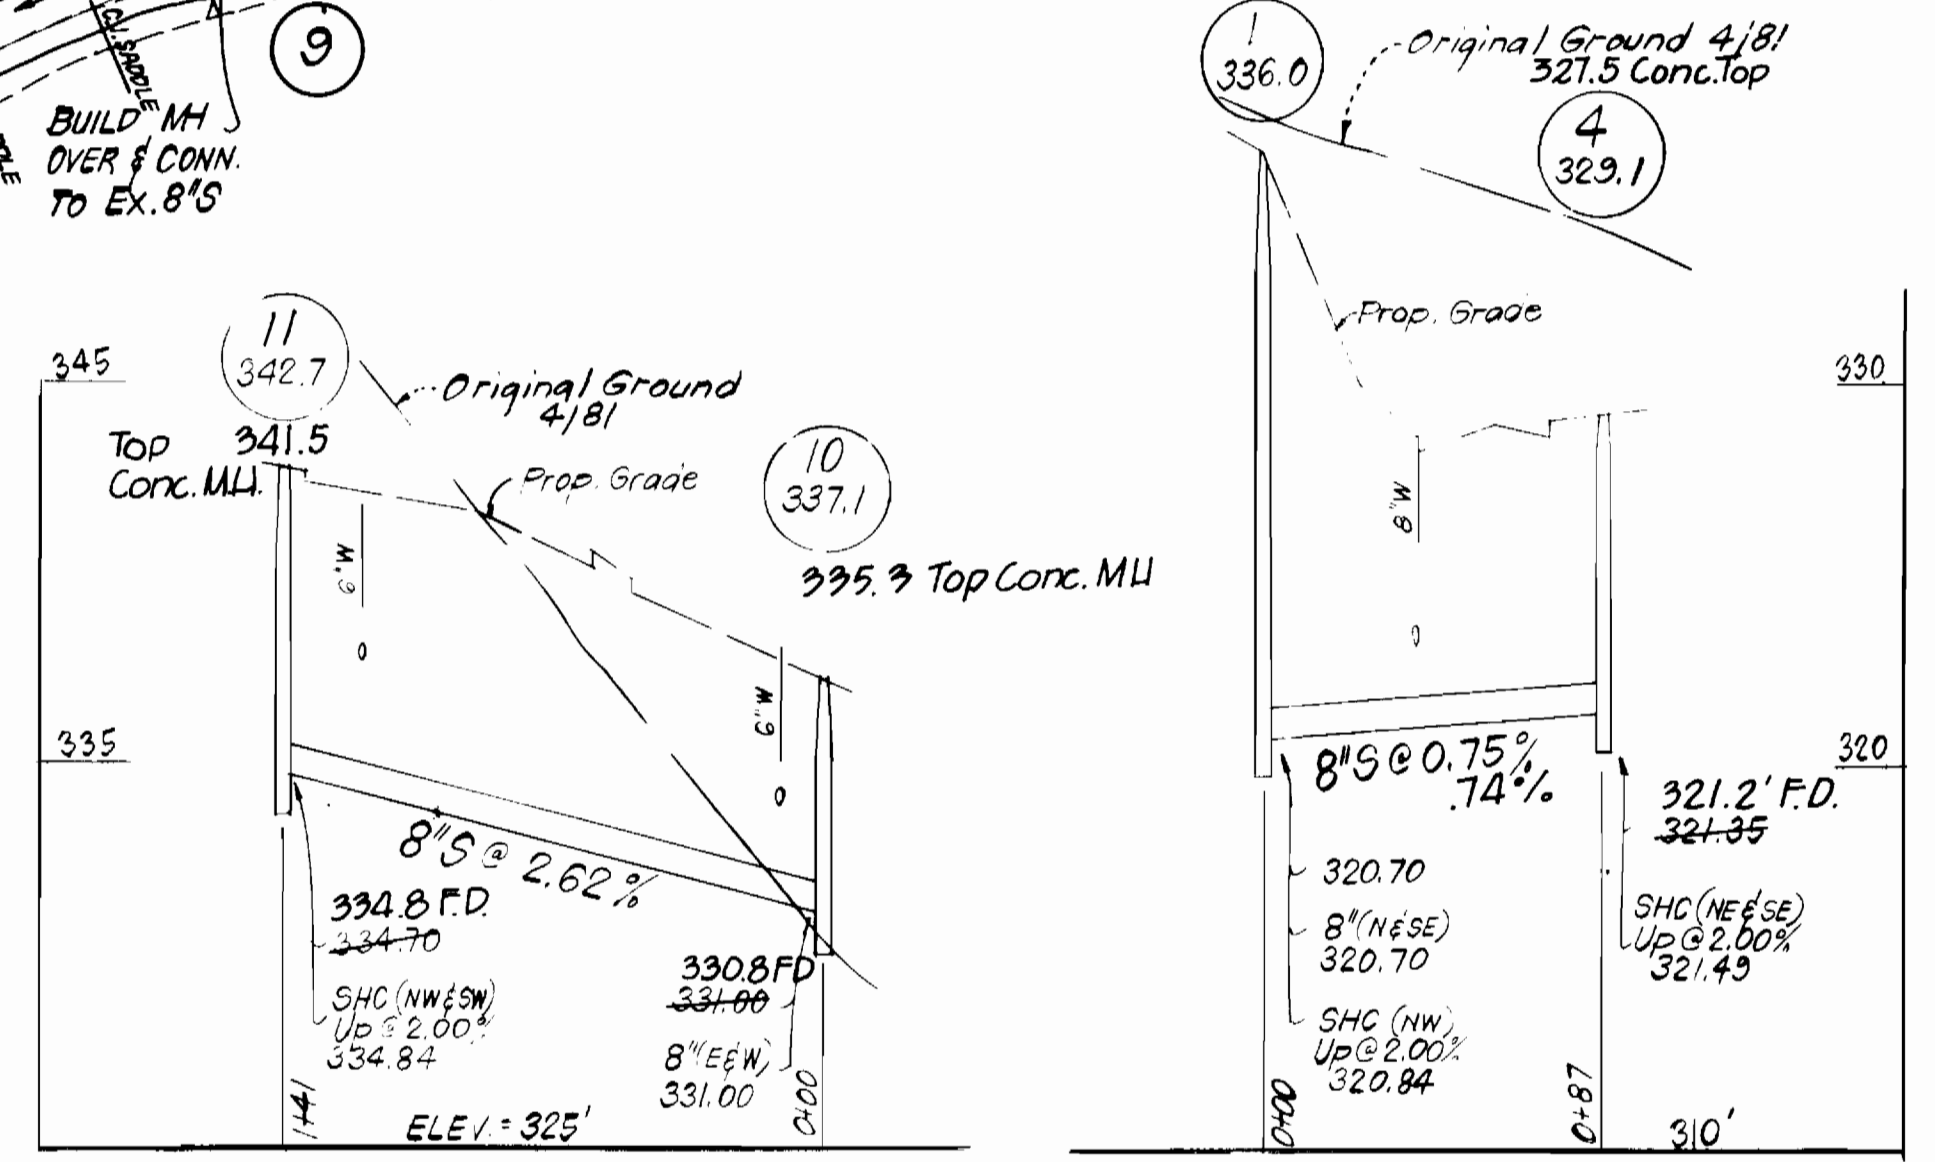 C.I. SADDLE
9
BUILD MH
OVER & CONN.
TO EX. 8"S
1
336.0
Original Ground 4/81
327.5 Conc. Top
4
329.1
Prop. Grade
330
8"W
320
8"S @ 0.75%
.74%
321.2' F.D.
321.35
320.70
8"(N&SE)
320.70
SHC (NW)
Up @ 2.00%
320.84
SHC (NE&SE)
Up @ 2.00%
321.49
0+00
0+87
310'
345
11
342.7
Original Ground
4/81
Top 341.5
Conc. MH.
Prop. Grade
10
337.1
335.3 Top Conc. MH
6"W
6"W
335
8"S @ 2.62%
334.8 F.D.
334.70
SHC (NW&SW)
Up @ 2.00%
334.84
330.8 FD
331.00
8"(E&W)
331.00
1+41
ELEV. = 325'
0+00